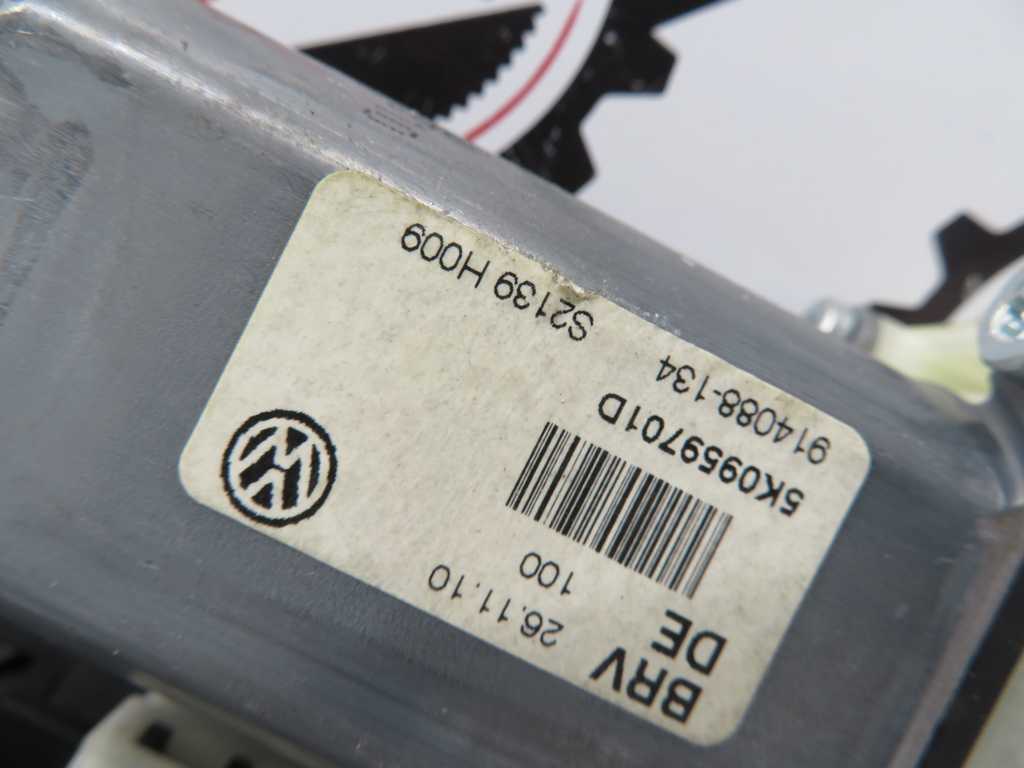 BRV
DE
26.11.10
100
5K0959701D
914088-134
S2139 H009